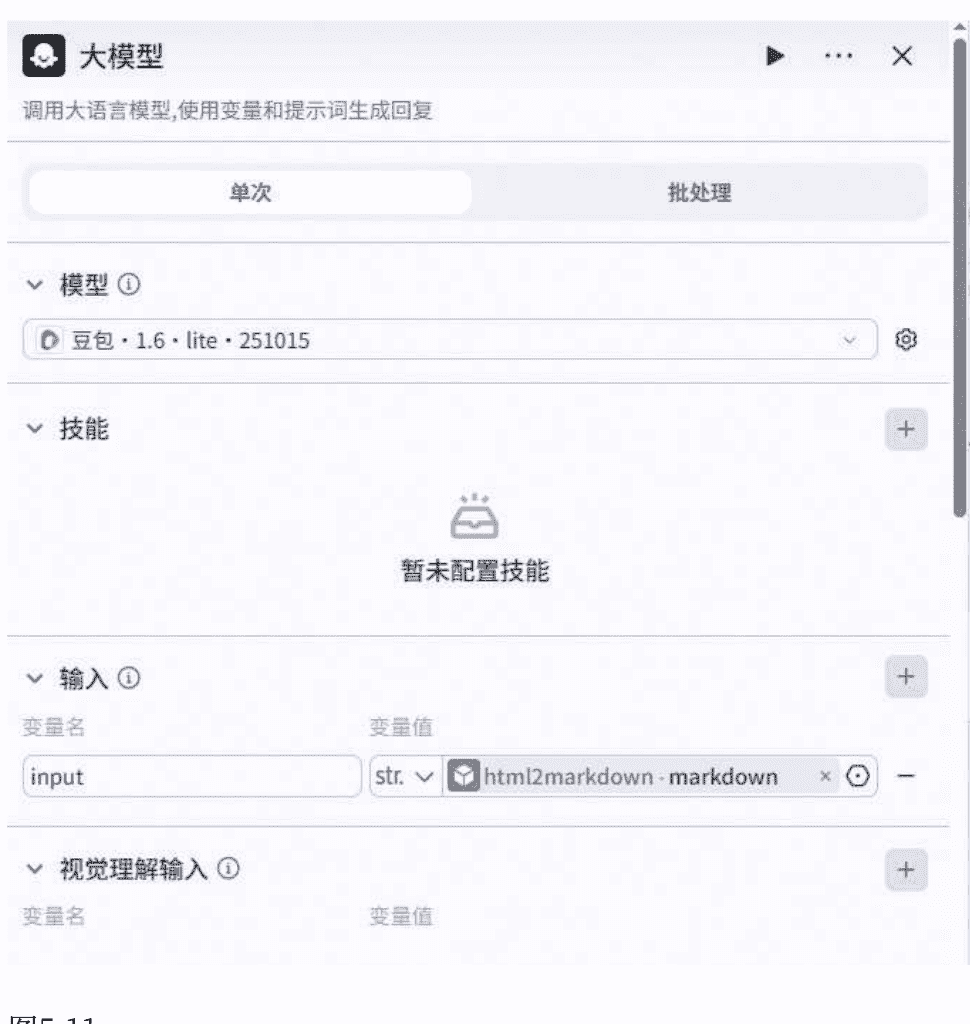 大模型
调用大语言模型,使用变量和提示词生成回复
单次 批处理
模型
豆包·1.6·lite·251015
技能
暂未配置技能
输入
变量名 变量值
input str. html2markdown - markdown
视觉理解输入
变量名 变量值
图5-11